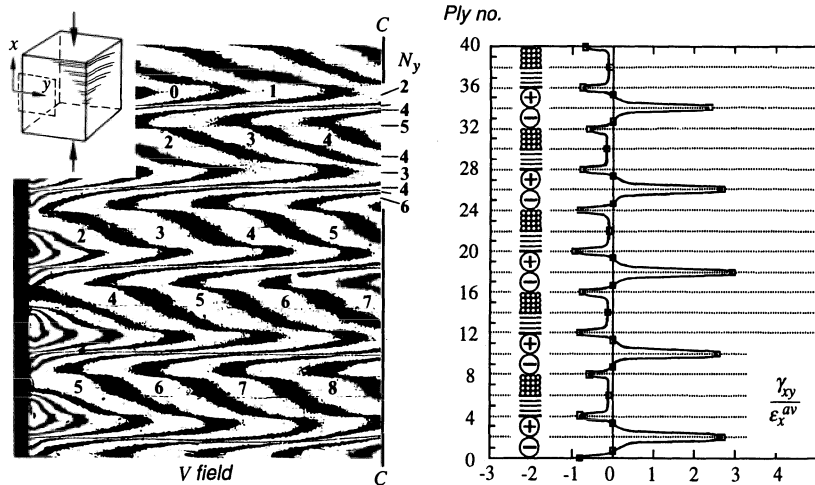 Ply no.
C
x
y
N_y
0 1
2
4
5
2 3 4
4
3
4
6
2 3 4 5
4 5 6 7
5 6 7 8
V field
C
40
36
32
28
24
20
16
12
8
4
0
+
−
+
−
+
−
+
−
+
−
γ_xy
ε_x^av
-3 -2 -1 0 1 2 3 4